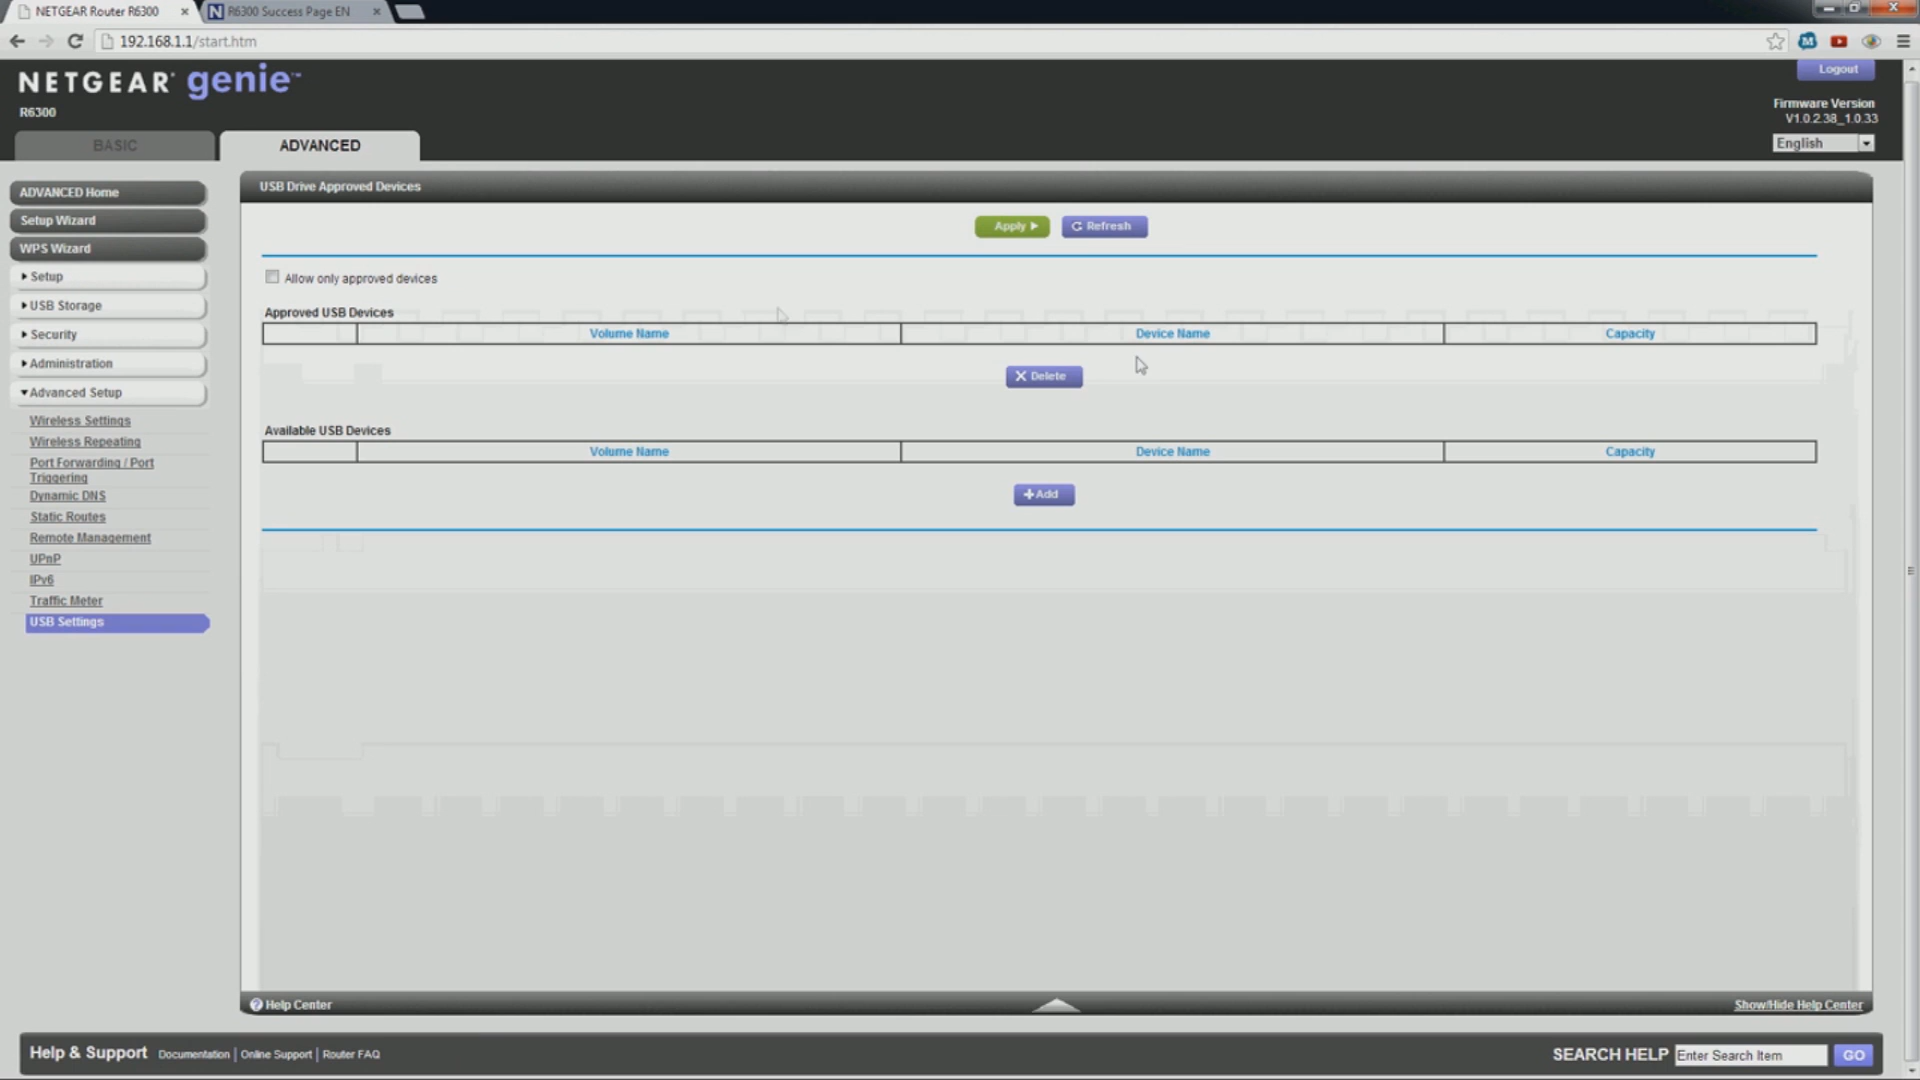 NETGEAR Router R6300
R6300 Success Page EN
192.168.1.1/start.htm
NETGEAR® genie™
R6300
Logout
Firmware Version
V1.0.2.38_1.0.33
English
BASIC
ADVANCED
ADVANCED Home
Setup Wizard
WPS Wizard
Setup
USB Storage
Security
Administration
Advanced Setup
Wireless Settings
Wireless Repeating
Port Forwarding / Port
Triggering
Dynamic DNS
Static Routes
Remote Management
UPnP
IPv6
Traffic Meter
USB Settings
USB Drive Approved Devices
Apply
Refresh
Allow only approved devices
Approved USB Devices
Volume Name Device Name Capacity
Delete
Available USB Devices
Volume Name Device Name Capacity
Add
Help Center
Show/Hide Help Center
Help & Support Documentation | Online Support | Router FAQ
SEARCH HELP Enter Search Item GO